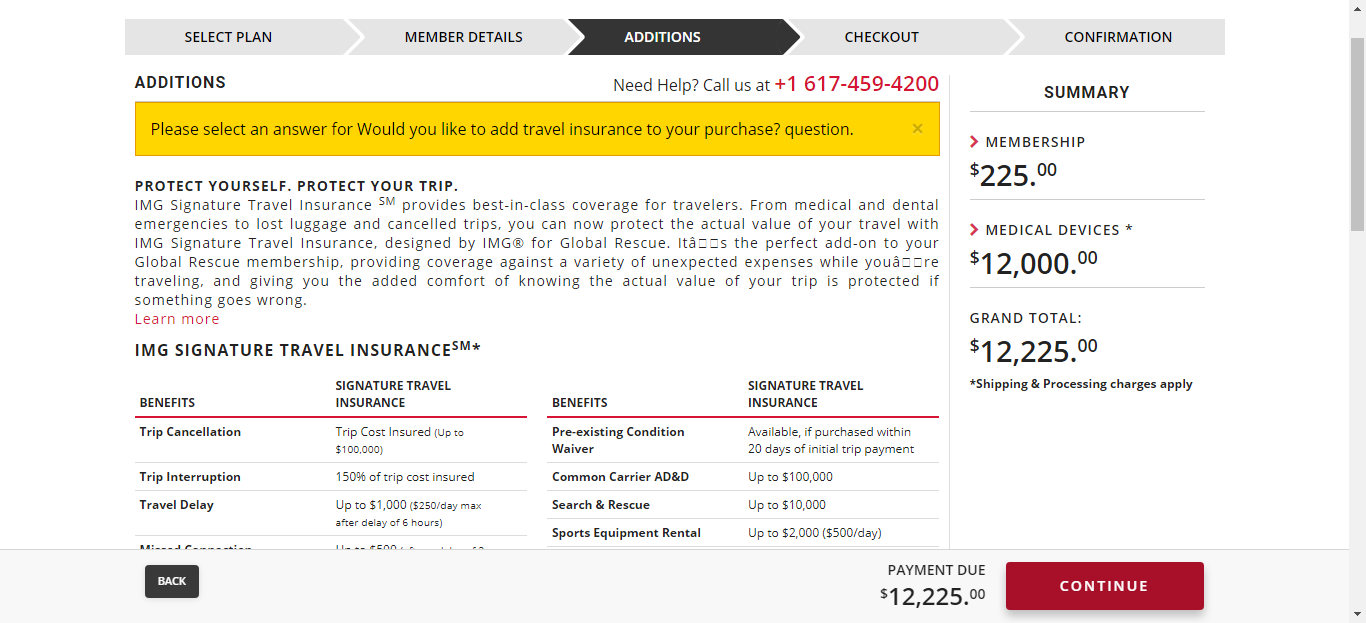 SELECT PLAN
MEMBER DETAILS
ADDITIONS
CHECKOUT
CONFIRMATION
ADDITIONS
Need Help? Call us at +1 617-459-4200
Please select an answer for Would you like to add travel insurance to your purchase? question. ×
PROTECT YOURSELF. PROTECT YOUR TRIP.
IMG Signature Travel Insurance SM provides best-in-class coverage for travelers. From medical and dental
emergencies to lost luggage and cancelled trips, you can now protect the actual value of your travel with
IMG Signature Travel Insurance, designed by IMG® for Global Rescue. Itâ□□s the perfect add-on to your
Global Rescue membership, providing coverage against a variety of unexpected expenses while youâ□□re
traveling, and giving you the added comfort of knowing the actual value of your trip is protected if
something goes wrong.
Learn more
IMG SIGNATURE TRAVEL INSURANCESM*
BENEFITS
SIGNATURE TRAVEL
INSURANCE
Trip Cancellation
Trip Cost Insured (Up to
$100,000)
Trip Interruption
150% of trip cost insured
Travel Delay
Up to $1,000 ($250/day max
after delay of 6 hours)
Missed Connection
Up to $500
BENEFITS
SIGNATURE TRAVEL
INSURANCE
Pre-existing Condition
Waiver
Available, if purchased within
20 days of initial trip payment
Common Carrier AD&D
Up to $100,000
Search & Rescue
Up to $10,000
Sports Equipment Rental
Up to $2,000 ($500/day)
SUMMARY
MEMBERSHIP
$225.00
MEDICAL DEVICES *
$12,000.00
GRAND TOTAL:
$12,225.00
*Shipping & Processing charges apply
BACK
PAYMENT DUE
$12,225.00
CONTINUE